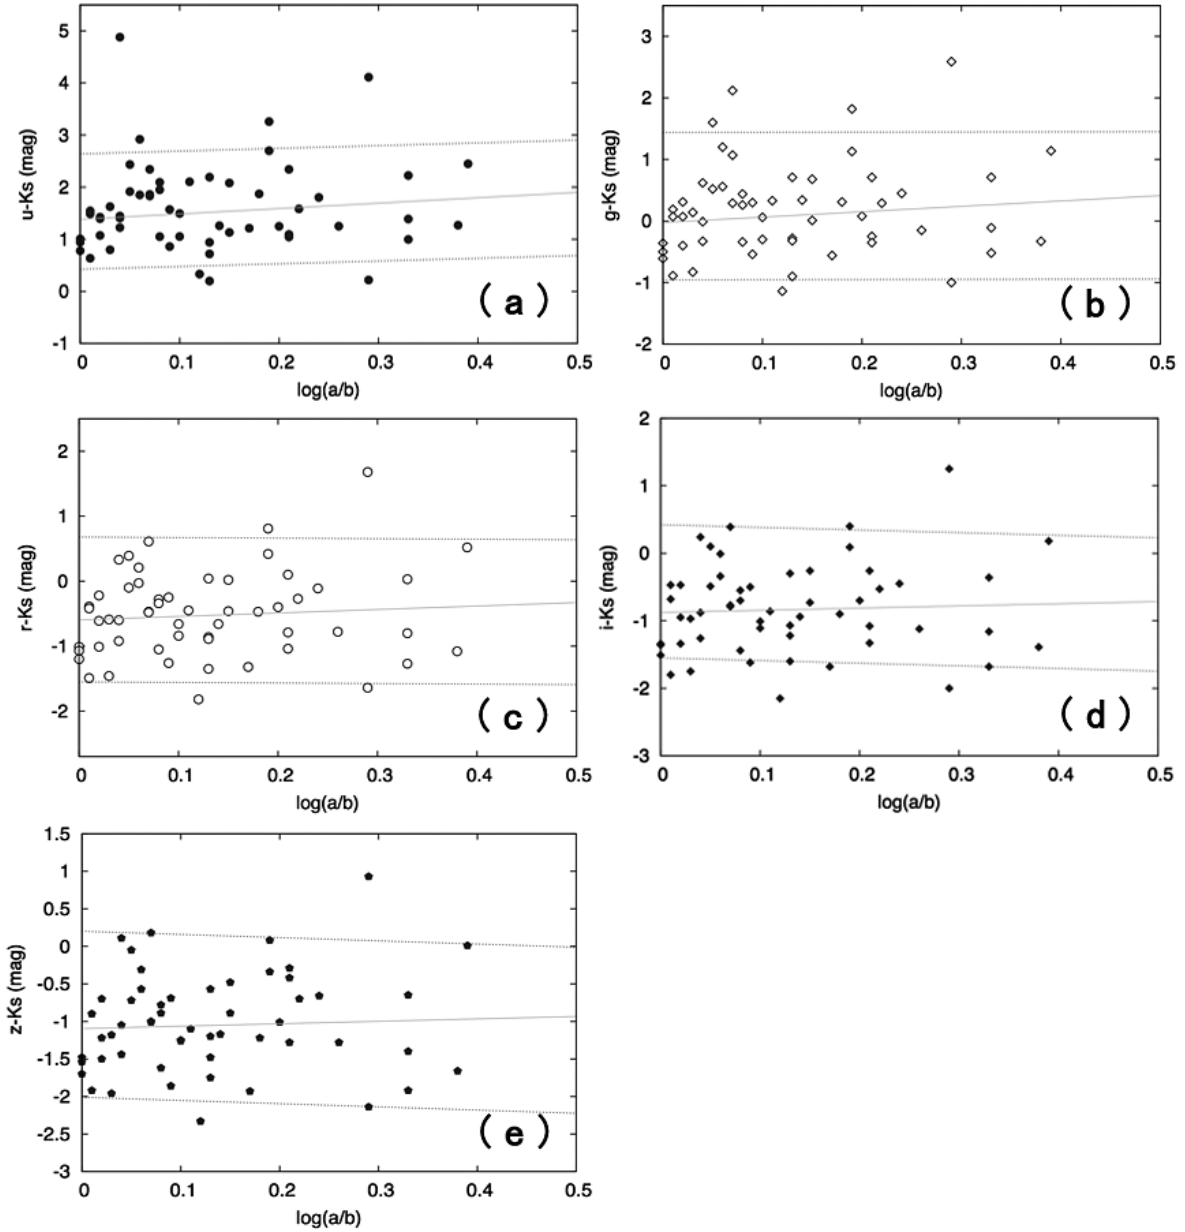 5
4
3
2
1
0
-1
u-Ks (mag)
( a )
0 0.1 0.2 0.3 0.4 0.5
log(a/b)
3
2
1
0
-1
-2
g-Ks (mag)
( b )
0 0.1 0.2 0.3 0.4 0.5
log(a/b)
2
1
0
-1
-2
r-Ks (mag)
( c )
0 0.1 0.2 0.3 0.4 0.5
log(a/b)
2
1
0
-1
-2
-3
i-Ks (mag)
( d )
0 0.1 0.2 0.3 0.4 0.5
log(a/b)
1.5
1
0.5
0
-0.5
-1
-1.5
-2
-2.5
-3
z-Ks (mag)
( e )
0 0.1 0.2 0.3 0.4 0.5
log(a/b)